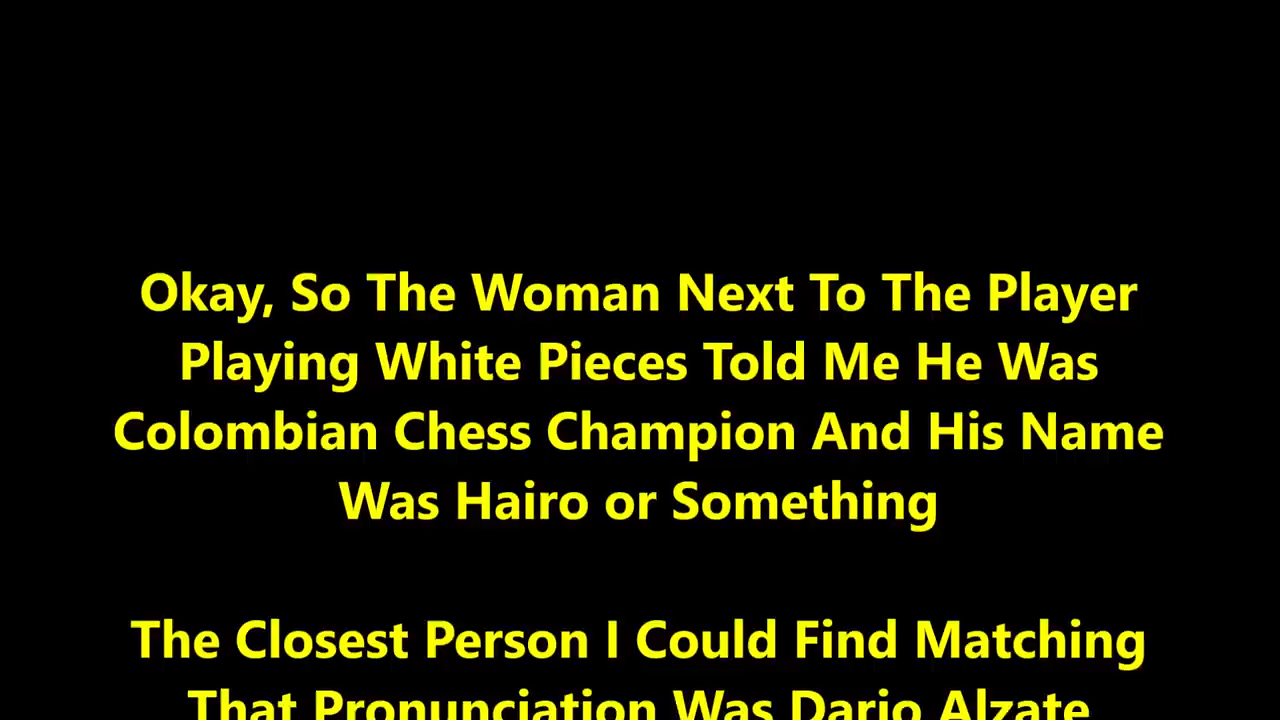 Okay, So The Woman Next To The Player
Playing White Pieces Told Me He Was
Colombian Chess Champion And His Name
Was Hairo or Something
The Closest Person I Could Find Matching
That Pronunciation Was Dario Alzate